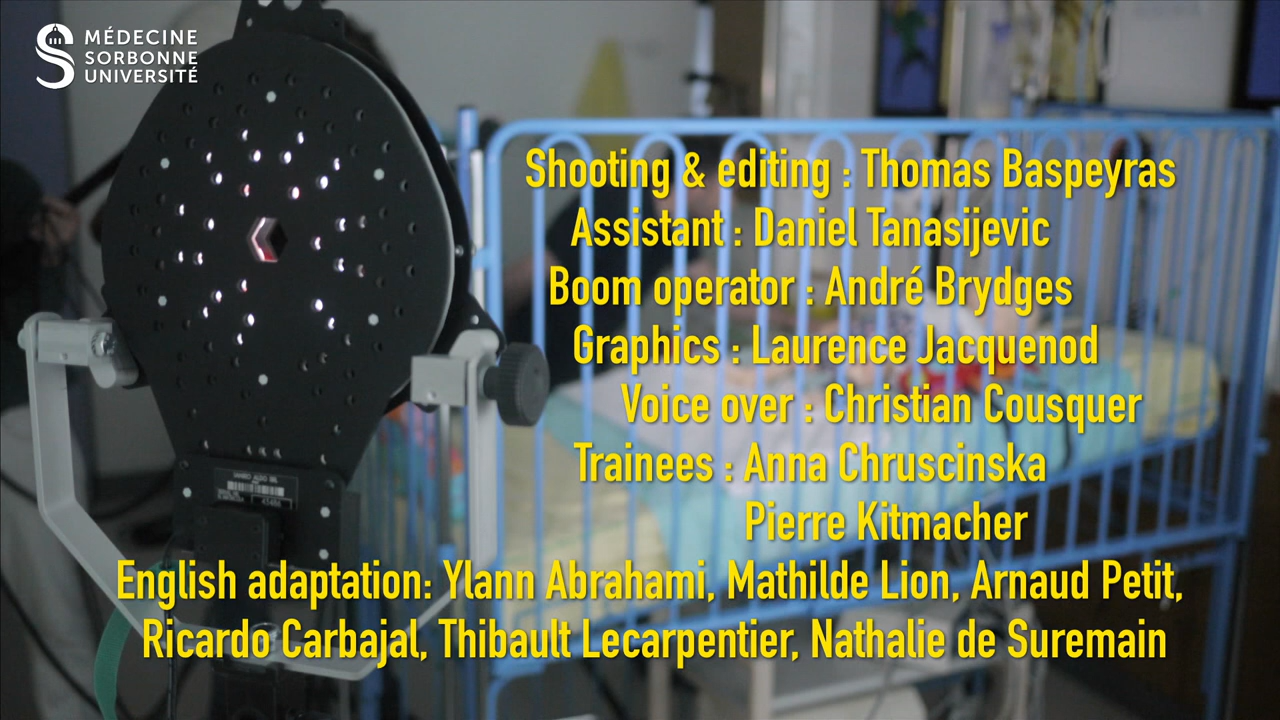 MÉDECINE
SORBONNE
UNIVERSITÉ
Shooting & editing : Thomas Baspeyras
Assistant : Daniel Tanasijevic
Boom operator : André Brydges
Graphics : Laurence Jacquenod
Voice over : Christian Cousquer
Trainees : Anna Chruscinska
Pierre Kitmacher
English adaptation: Ylann Abrahami, Mathilde Lion, Arnaud Petit,
Ricardo Carbajal, Thibault Lecarpentier, Nathalie de Suremain